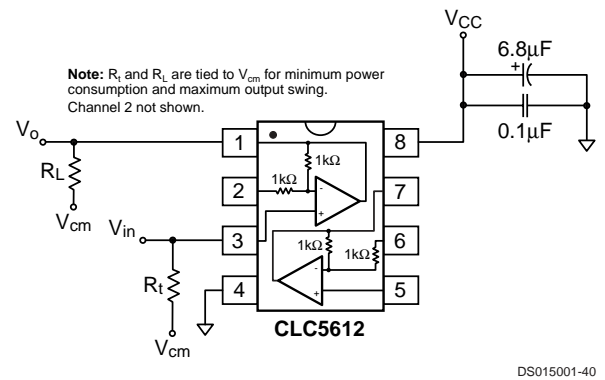 VCC
6.8µF
+
Note: Rt and RL are tied to Vcm for minimum power
consumption and maximum output swing.
Channel 2 not shown.
0.1µF
Vo
1
8
1kΩ
RL
2
1kΩ
-
7
Vcm
+
Vin
3
1kΩ
1kΩ
6
-
Rt
4
+
5
CLC5612
Vcm
DS015001-40